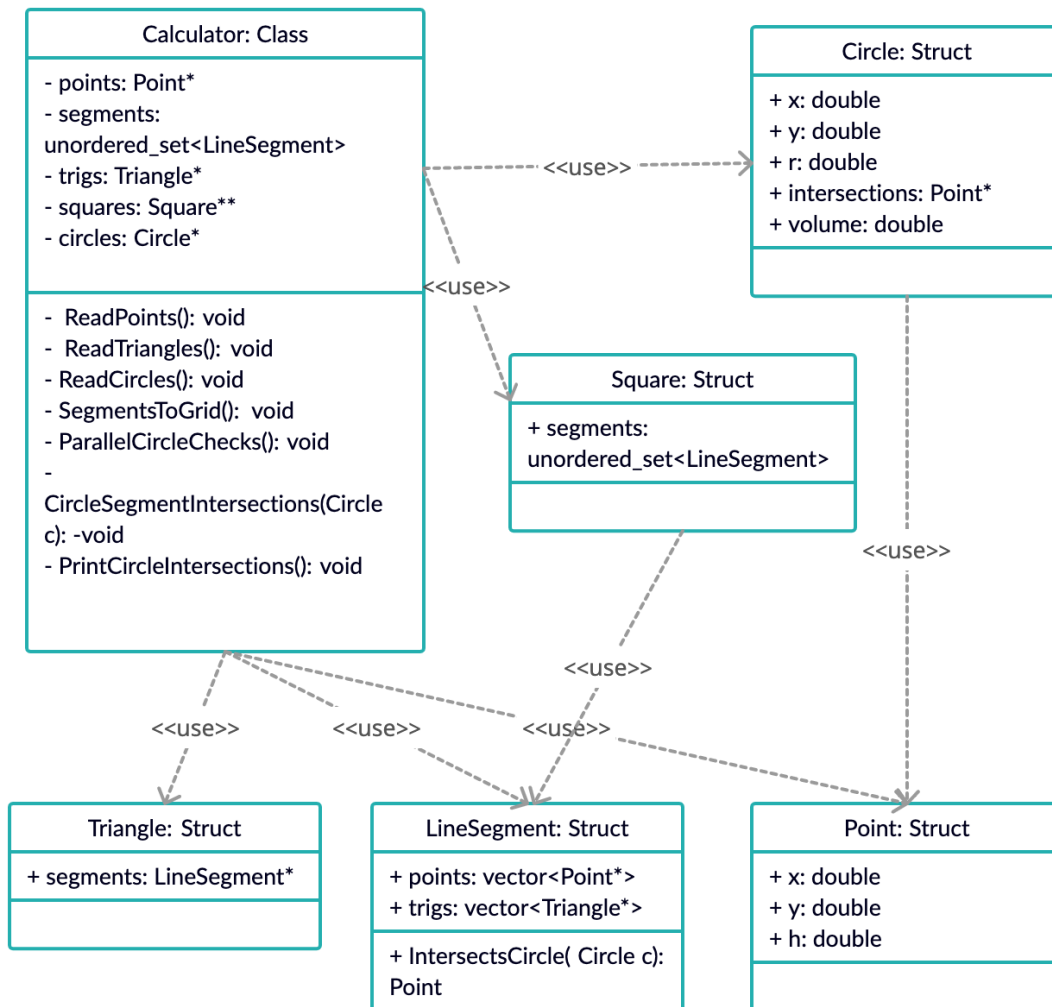 Calculator: Class
- points: Point*
- segments:
unordered_set<LineSegment>
- trigs: Triangle*
- squares: Square**
- circles: Circle*
-  ReadPoints(): void
-  ReadTriangles(): void
- ReadCircles(): void
- SegmentsToGrid():  void
- ParallelCircleChecks(): void
-
CircleSegmentIntersections(Circle
c): -void
- PrintCircleIntersections(): void
Circle: Struct
+ x: double
+ y: double
+ r: double
+ intersections: Point*
+ volume: double
<<use>>
<<use>>
Square: Struct
+ segments:
unordered_set<LineSegment>
<<use>>
<<use>>
<<use>>
<<use>>
<<use>>
Triangle: Struct
+ segments: LineSegment*
LineSegment: Struct
+ points: vector<Point*>
+ trigs: vector<Triangle*>
+ IntersectsCircle( Circle c):
Point
Point: Struct
+ x: double
+ y: double
+ h: double